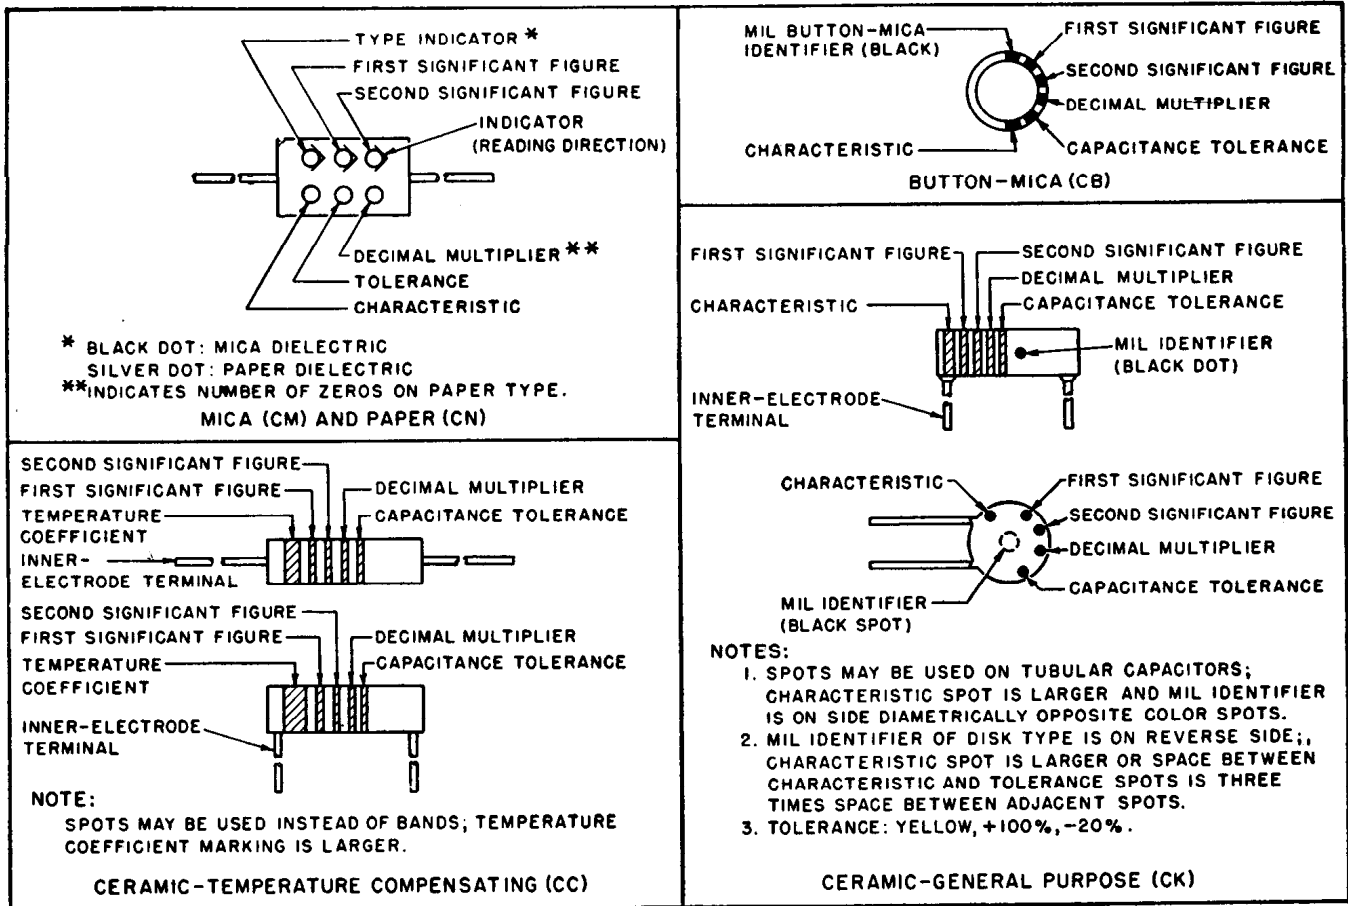 TYPE INDICATOR *
FIRST SIGNIFICANT FIGURE
SECOND SIGNIFICANT FIGURE
INDICATOR
(READING DIRECTION)
DECIMAL MULTIPLIER **
TOLERANCE
CHARACTERISTIC
* BLACK DOT: MICA DIELECTRIC
SILVER DOT: PAPER DIELECTRIC
**INDICATES NUMBER OF ZEROS ON PAPER TYPE.
MICA (CM) AND PAPER (CN)
MIL BUTTON-MICA
IDENTIFIER (BLACK)
FIRST SIGNIFICANT FIGURE
SECOND SIGNIFICANT FIGURE
DECIMAL MULTIPLIER
CHARACTERISTIC
CAPACITANCE TOLERANCE
BUTTON-MICA (CB)
SECOND SIGNIFICANT FIGURE
FIRST SIGNIFICANT FIGURE
DECIMAL MULTIPLIER
TEMPERATURE
COEFFICIENT
CAPACITANCE TOLERANCE
INNER-
ELECTRODE TERMINAL
SECOND SIGNIFICANT FIGURE
FIRST SIGNIFICANT FIGURE
DECIMAL MULTIPLIER
TEMPERATURE
COEFFICIENT
CAPACITANCE TOLERANCE
INNER-ELECTRODE
TERMINAL
NOTE:
SPOTS MAY BE USED INSTEAD OF BANDS; TEMPERATURE
COEFFICIENT MARKING IS LARGER.
CERAMIC-TEMPERATURE COMPENSATING (CC)
FIRST SIGNIFICANT FIGURE
SECOND SIGNIFICANT FIGURE
DECIMAL MULTIPLIER
CHARACTERISTIC
CAPACITANCE TOLERANCE
MIL IDENTIFIER
(BLACK DOT)
INNER-ELECTRODE
TERMINAL
CHARACTERISTIC
FIRST SIGNIFICANT FIGURE
SECOND SIGNIFICANT FIGURE
DECIMAL MULTIPLIER
CAPACITANCE TOLERANCE
MIL IDENTIFIER
(BLACK SPOT)
NOTES:
1. SPOTS MAY BE USED ON TUBULAR CAPACITORS;
CHARACTERISTIC SPOT IS LARGER AND MIL IDENTIFIER
IS ON SIDE DIAMETRICALLY OPPOSITE COLOR SPOTS.
2. MIL IDENTIFIER OF DISK TYPE IS ON REVERSE SIDE;,
CHARACTERISTIC SPOT IS LARGER OR SPACE BETWEEN
CHARACTERISTIC AND TOLERANCE SPOTS IS THREE
TIMES SPACE BETWEEN ADJACENT SPOTS.
3. TOLERANCE: YELLOW, +100%, -20%.
CERAMIC-GENERAL PURPOSE (CK)